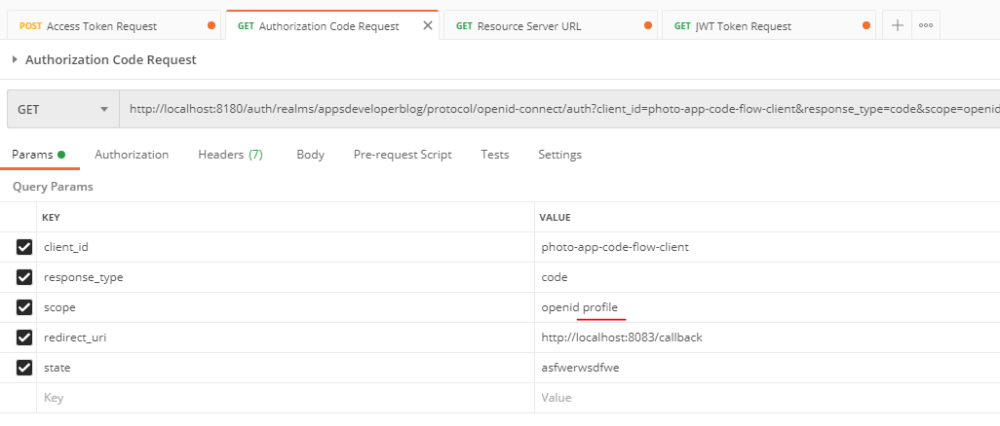 POST Access Token Request GET Authorization Code Request GET Resource Server URL GET JWT Token Request
Authorization Code Request
GET http://localhost:8180/auth/realms/appsdeveloperblog/protocol/openid-connect/auth?client_id=photo-app-code-flow-client&response_type=code&scope=openid
Params Authorization Headers (7) Body Pre-request Script Tests Settings
Query Params
KEY VALUE
client_id photo-app-code-flow-client
response_type code
scope openid profile
redirect_uri http://localhost:8083/callback
state asfwerwsdfwe
Key Value